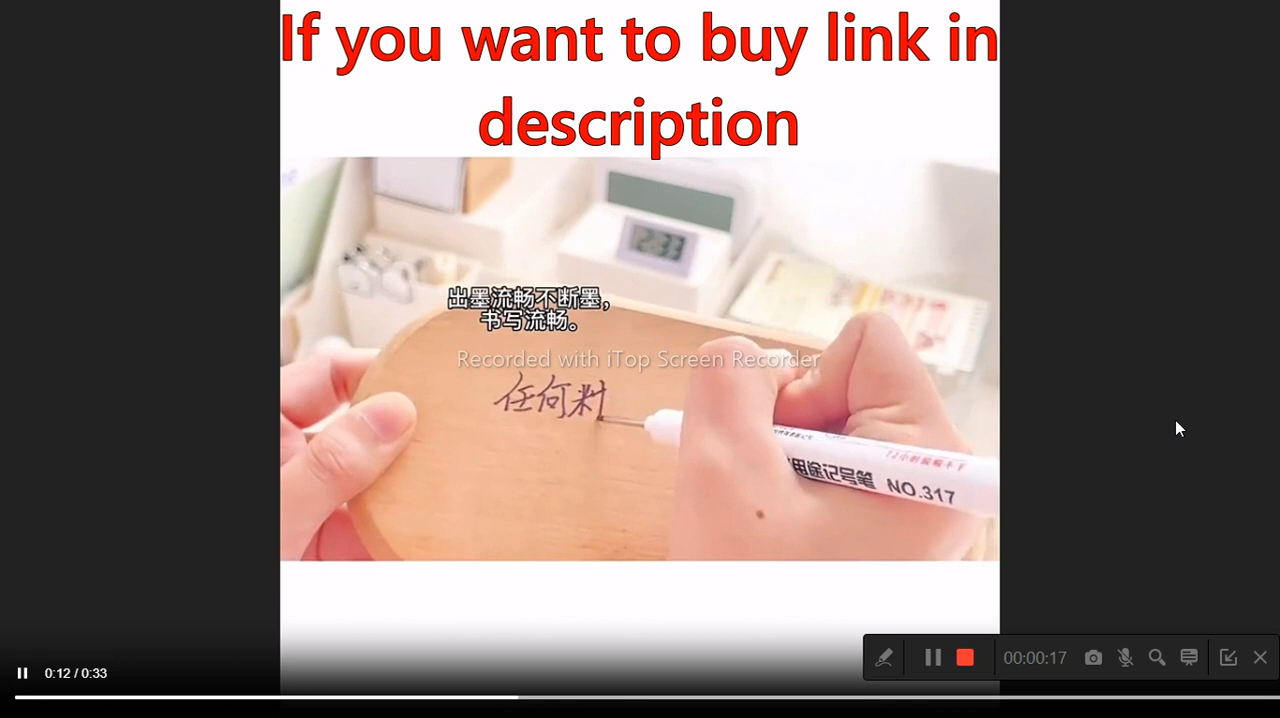 If you want to buy link in
description
2:33
出墨流畅不断墨，
书写流畅。
Recorded with iTop Screen Recorder
任何料
用途记号笔 NO.317
0:12 / 0:33
00:00:17